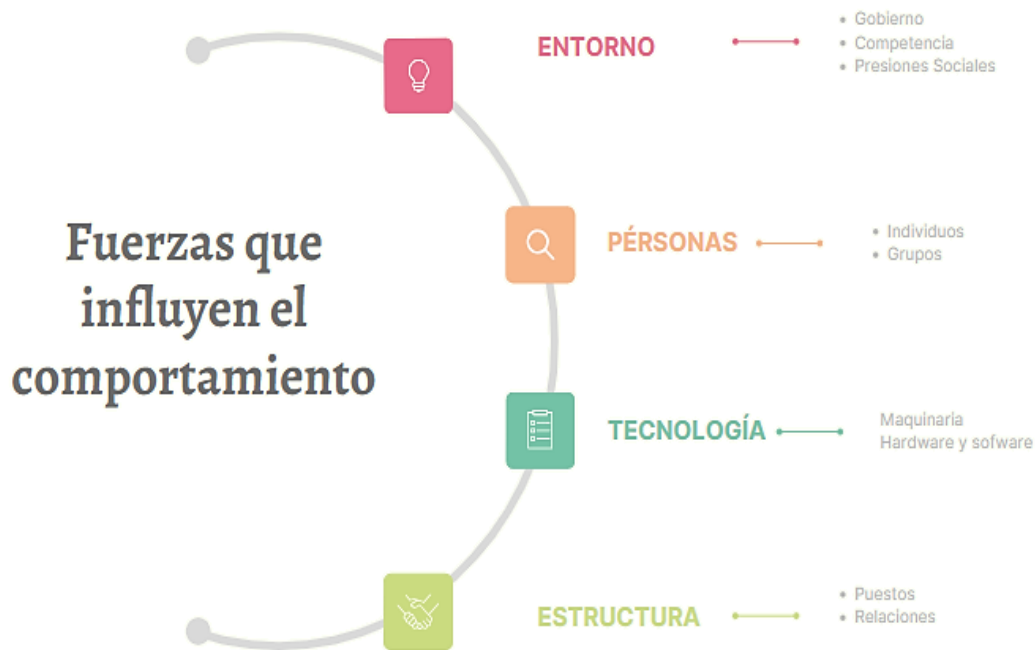 Fuerzas que
influyen el
comportamiento
ENTORNO
• Gobierno
• Competencia
• Presiones Sociales
PÉRSONAS
• Individuos
• Grupos
TECNOLOGÍA
Maquinaria
Hardware y sofware
ESTRUCTURA
• Puestos
• Relaciones